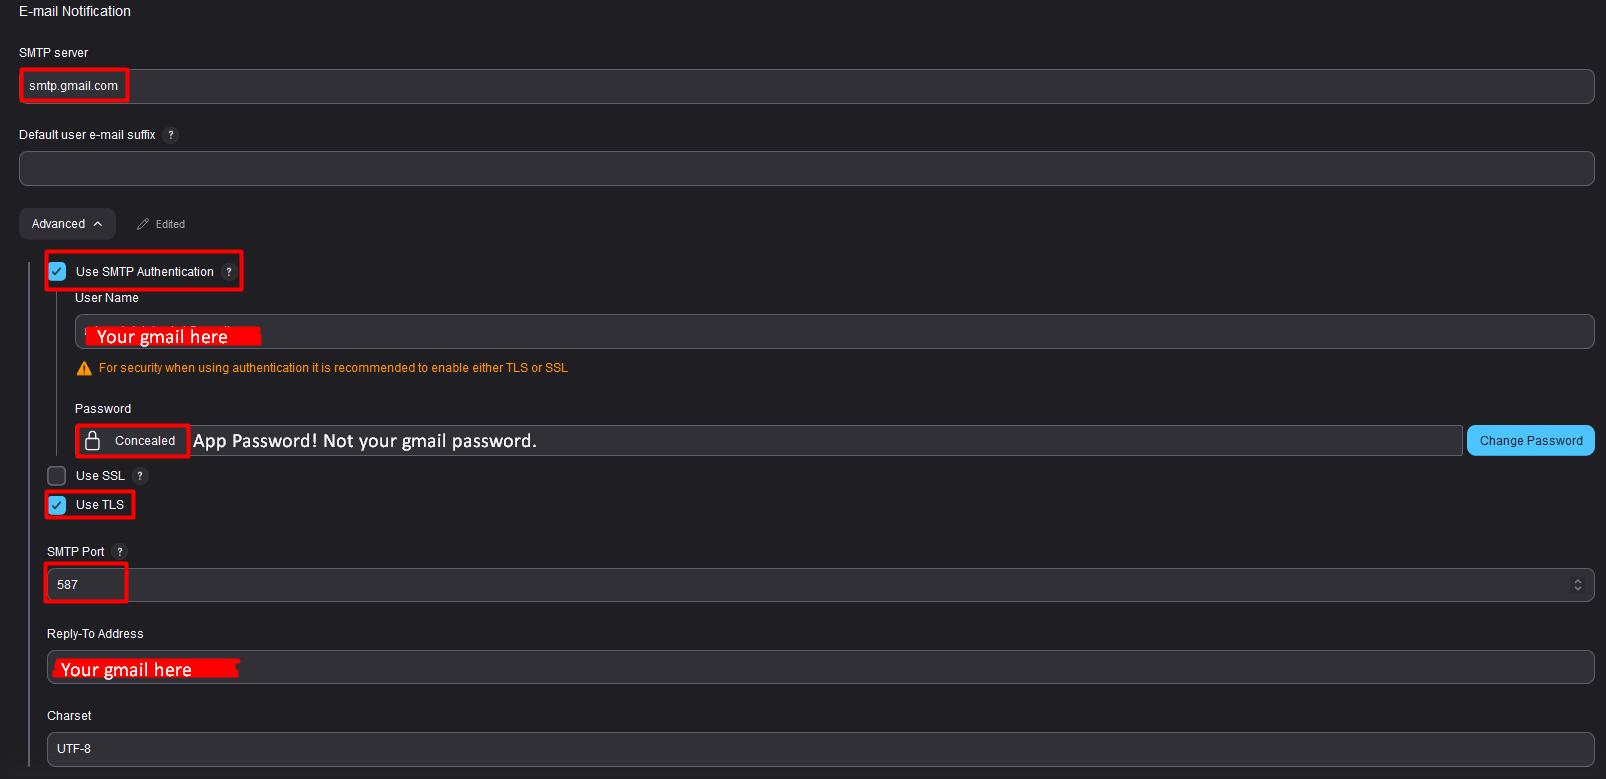 E-mail Notification
SMTP server
smtp.gmail.com
Default user e-mail suffix ?
Advanced Edited
Use SMTP Authentication ?
User Name
Your gmail here
For security when using authentication it is recommended to enable either TLS or SSL
Password
Concealed App Password! Not your gmail password. Change Password
Use SSL ?
Use TLS
SMTP Port ?
587
Reply-To Address
Your gmail here
Charset
UTF-8